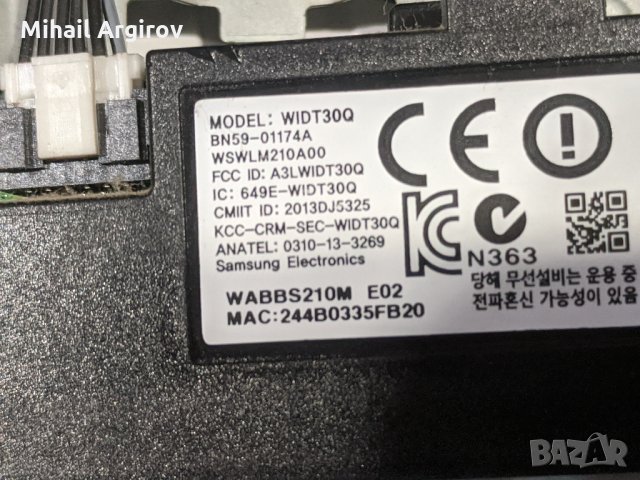 Mihail Argirov
MODEL: WIDT30Q
BN59-01174A
WSWLM210A00
FCC ID: A3LWIDT30Q
IC: 649E-WIDT30Q
CMIIT ID: 2013DJ5325
KCC-CRM-SEC-WIDT30Q
ANATEL: 0310-13-3269
Samsung Electronics
WABBS210M E02
MAC:244B0335FB20
N363
당해 무선설비는 운용 중
전파혼신 가능성이 있음
BAZAR